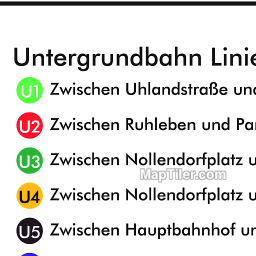 Untergrundbahn Linie
U1 Zwischen Uhlandstraße und
U2 Zwischen Ruhleben und Pa
U3 Zwischen Nollendorfplatz u
MapTiler.com
U4 Zwischen Nollendorfplatz u
U5 Zwischen Hauptbahnhof un